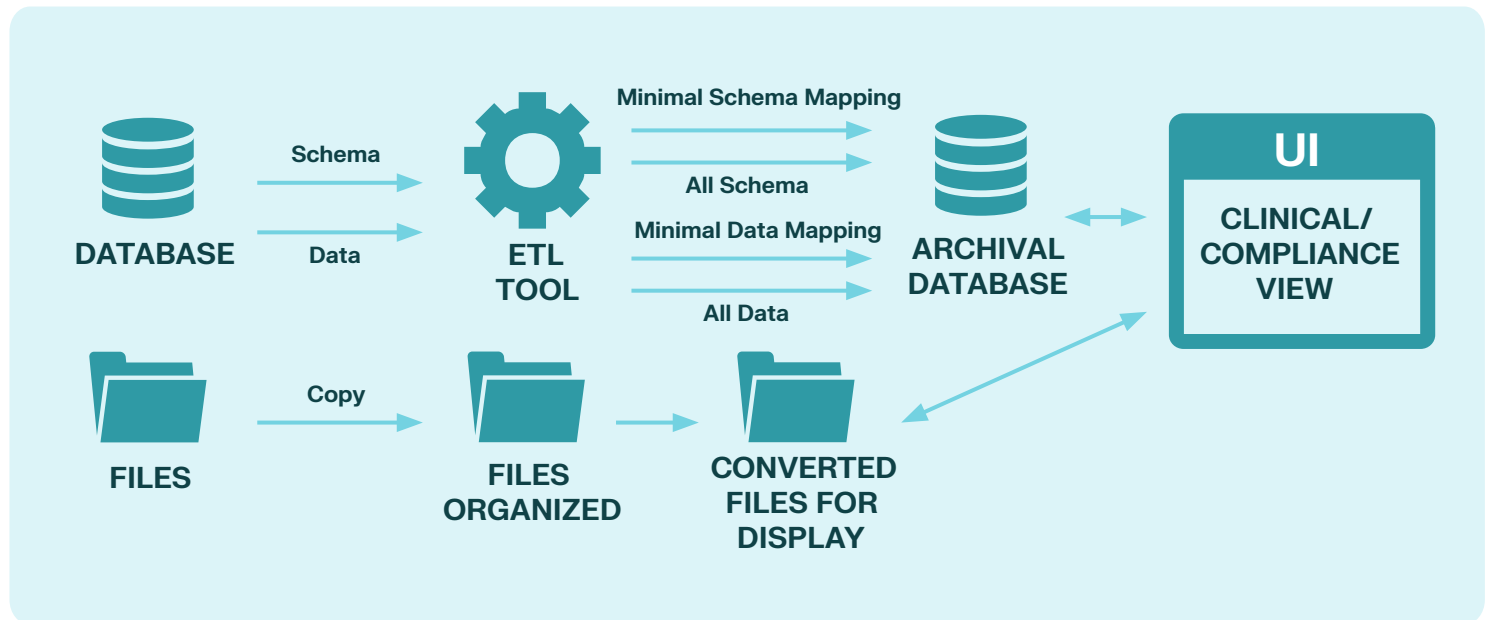 Minimal Schema Mapping
Schema
All Schema
Data
Minimal Data Mapping
All Data
DATABASE
ETL
TOOL
ARCHIVAL
DATABASE
UI
CLINICAL/
COMPLIANCE
VIEW
Copy
FILES
FILES
ORGANIZED
CONVERTED
FILES FOR
DISPLAY